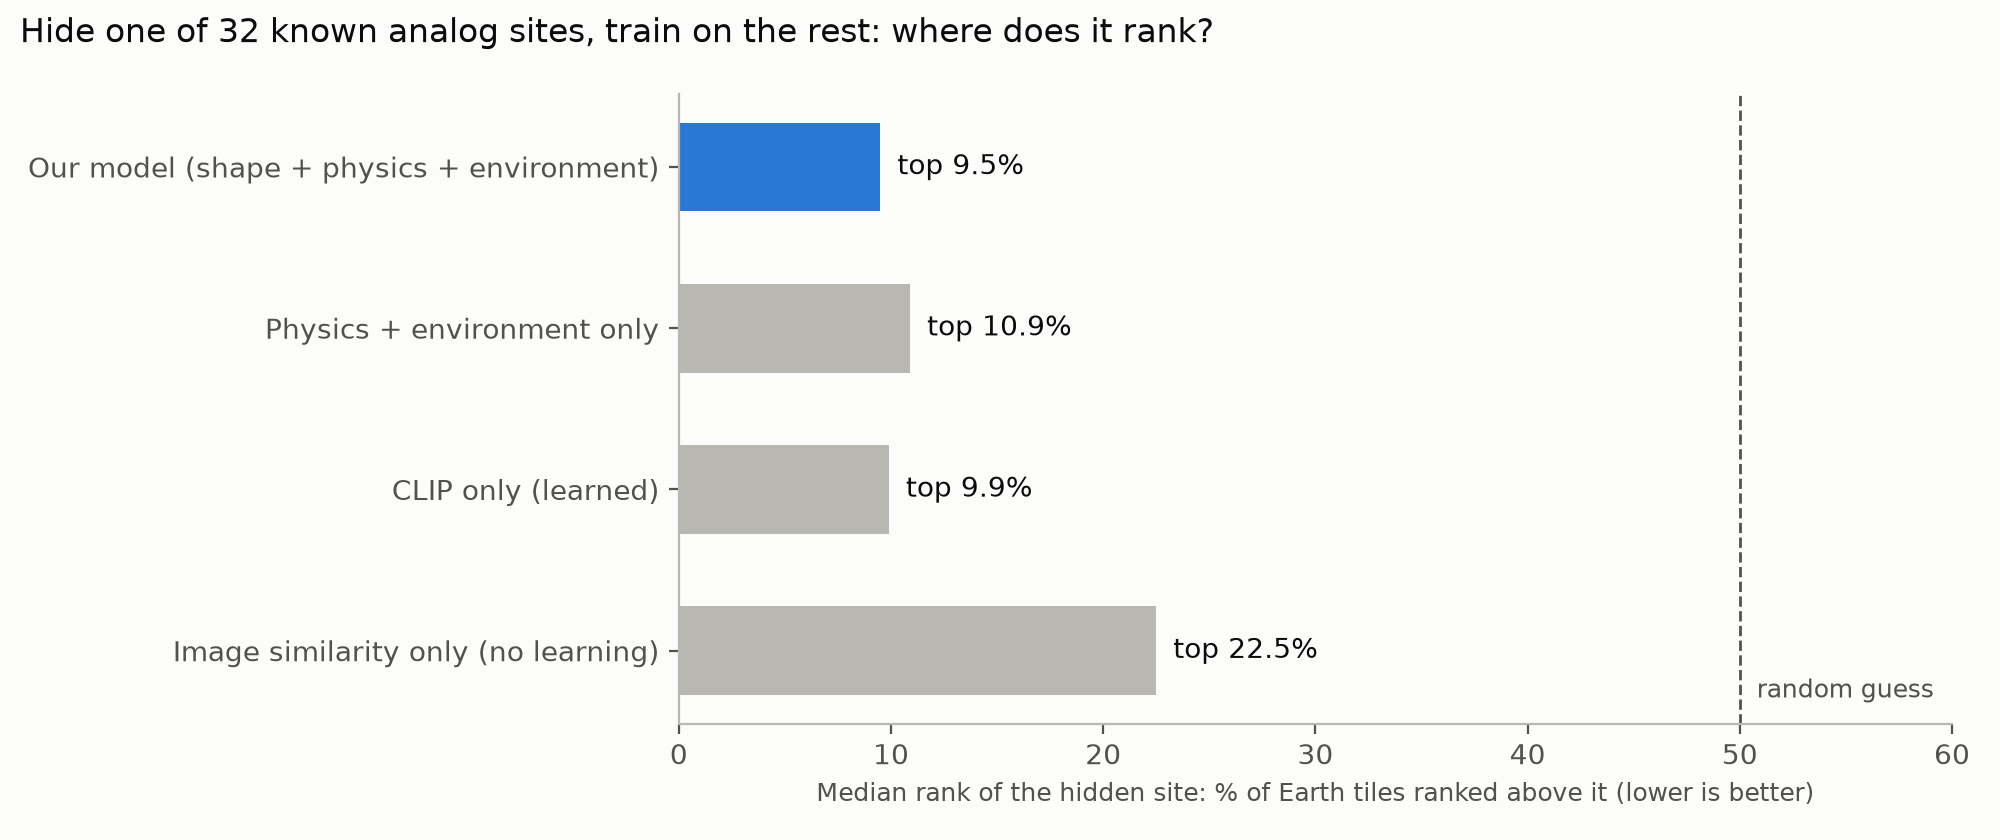 Hide one of 32 known analog sites, train on the rest: where does it rank?
Our model (shape + physics + environment)
top 9.5%
Physics + environment only
top 10.9%
CLIP only (learned)
top 9.9%
Image similarity only (no learning)
top 22.5%
random guess
0 10 20 30 40 50 60
Median rank of the hidden site: % of Earth tiles ranked above it (lower is better)